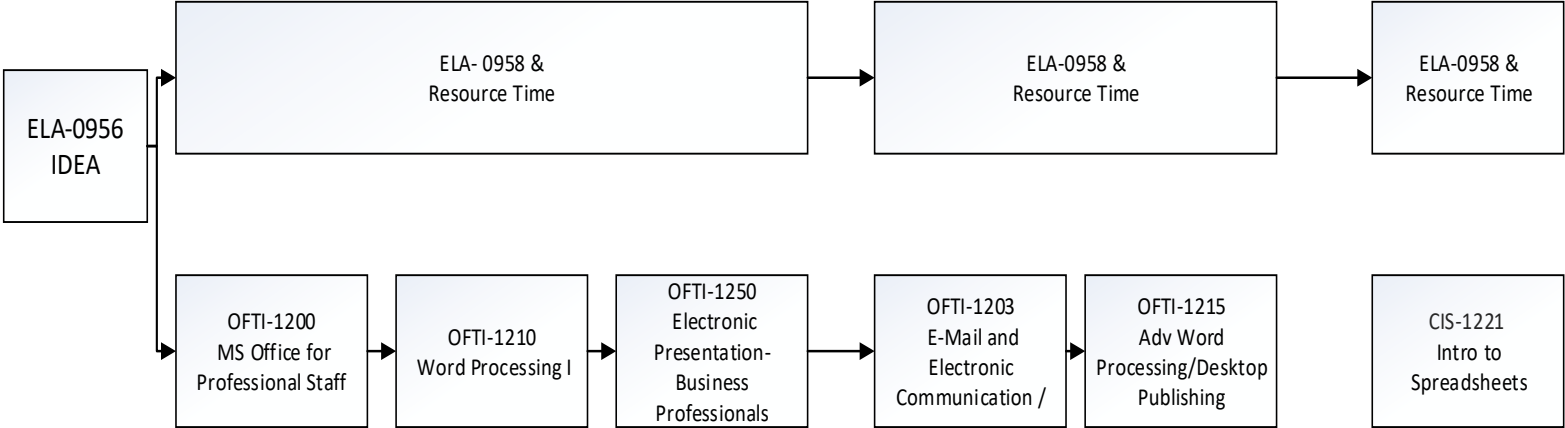 ELA-0956
IDEA
ELA- 0958 &
Resource Time
ELA-0958 &
Resource Time
ELA-0958 &
Resource Time
OFTI-1200
MS Office for
Professional Staff
OFTI-1210
Word Processing I
OFTI-1250
Electronic
Presentation-
Business
Professionals
OFTI-1203
E-Mail and
Electronic
Communication /
OFTI-1215
Adv Word
Processing/Desktop
Publishing
CIS-1221
Intro to
Spreadsheets